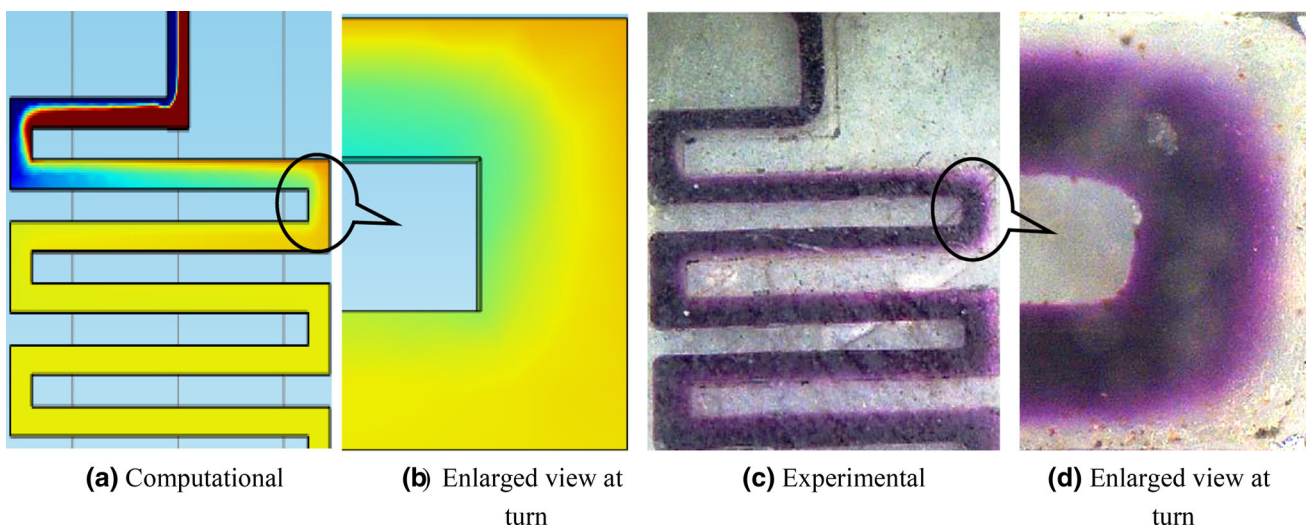 (a) Computational
(b) Enlarged view at
turn
(c) Experimental
(d) Enlarged view at
turn